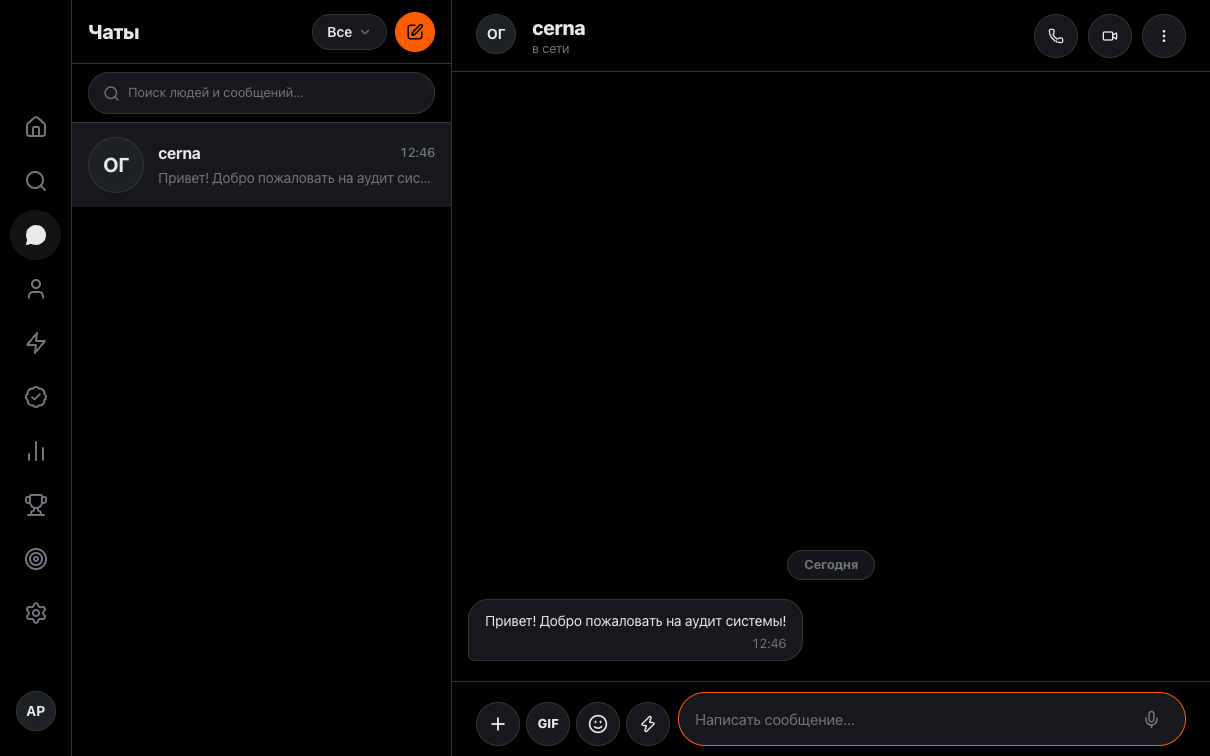 Чаты
Все
Поиск людей и сообщений...
ОГ
cerna
12:46
Привет! Добро пожаловать на аудит сис...
AP
ОГ
cerna
в сети
Сегодня
Привет! Добро пожаловать на аудит системы!
12:46
GIF
Написать сообщение...